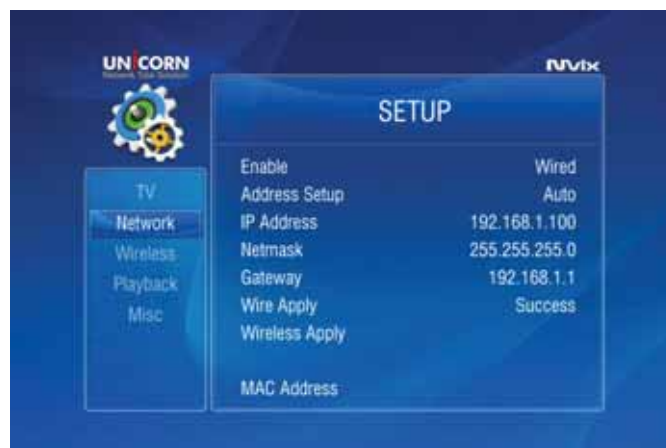 UNiCORN
Mvix
SETUP
TV
Network
Wireless
Playback
Misc
Enable Wired
Address Setup Auto
IP Address 192.168.1.100
Netmask 255.255.255.0
Gateway 192.168.1.1
Wire Apply Success
Wireless Apply
MAC Address